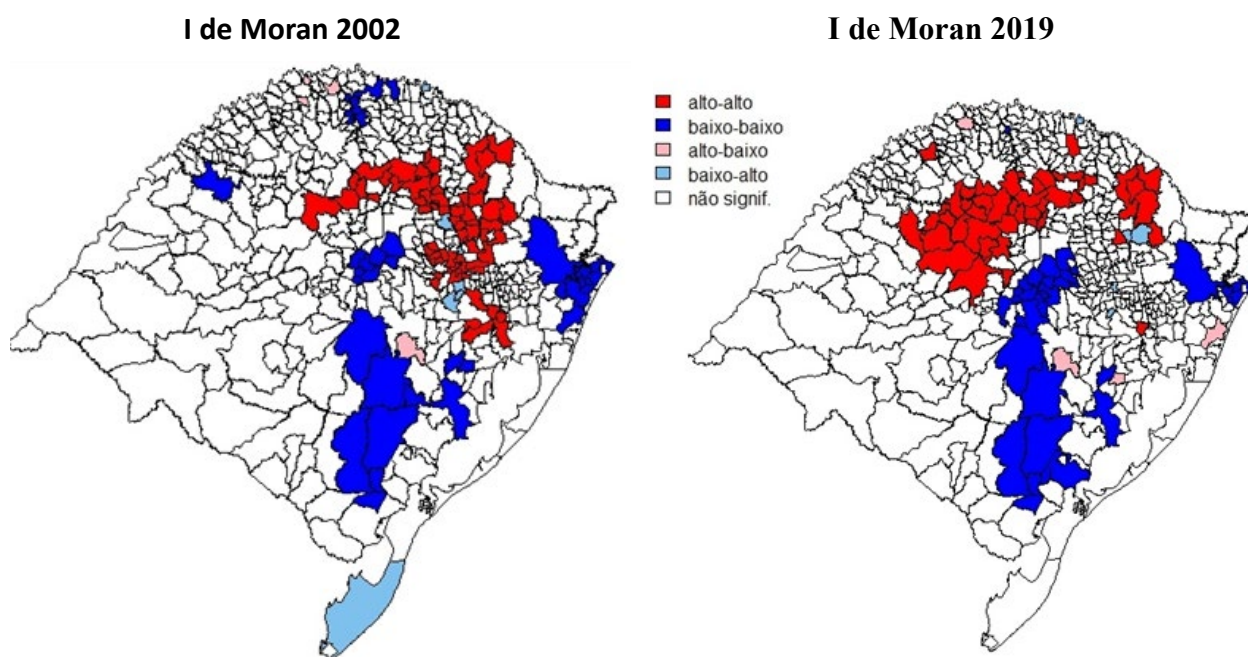 I de Moran 2002
I de Moran 2019
alto-alto
baixo-baixo
alto-baixo
baixo-alto
não signif.